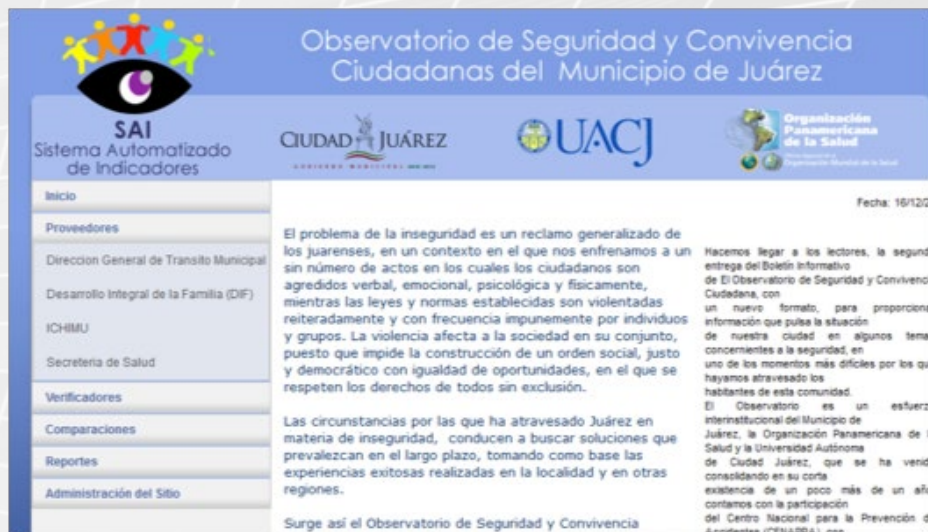 Observatorio de Seguridad y Convivencia
Ciudadanas del Municipio de Juárez
SAI
Sistema Automatizado
de Indicadores
CIUDAD JUÁREZ
UACJ
Organización
Panamericana
de la Salud
Inicio
Proveedores
Direccion General de Transito Municipal
Desarrollo Integral de la Familia (DIF)
ICHIMU
Secreteria de Salud
Verificadores
Comparaciones
Reportes
Administración del Sitio
El problema de la inseguridad es un reclamo generalizado de
los juarenses, en un contexto en el que nos enfrenamos a un
sin número de actos en los cuales los ciudadanos son
agredidos verbal, emocional, psicológica y físicamente,
mientras las leyes y normas establecidas son violentadas
reiteradamente y con frecuencia impunemente por individuos
y grupos. La violencia afecta a la sociedad en su conjunto,
puesto que impide la construcción de un orden social, justo
y democrático con igualdad de oportunidades, en el que se
respeten los derechos de todos sin exclusión.
Las circunstancias por las que ha atravesado Juárez en
materia de inseguridad, conducen a buscar soluciones que
prevalezcan en el largo plazo, tomando como base las
experiencias exitosas realizadas en la localidad y en otras
regiones.
Surge así el Observatorio de Seguridad y Convivencia
Fecha: 16/12/2
Hacemos llegar a los lectores, la segund
entrega del Boletín Informativo
de El Observatorio de Seguridad y Convivenc
Ciudadana, con
un nuevo formato, para proporciona
información que pulsa la situación
de nuestra ciudad en algunos tema
concernientes a la seguridad, en
uno de los momentos más difíciles por los qu
hayamos atravesado los
habitantes de esta comunidad.
El Observatorio es un esfuerz
interinstitucional del Municipio de
Juárez, la Organización Panamericana de l
Salud y la Universidad Autónoma
de Ciudad Juárez, que se ha venid
consolidando en su corta
existencia de un poco más de un añ
contamos con la participación
del Centro Nacional para la Prevención d